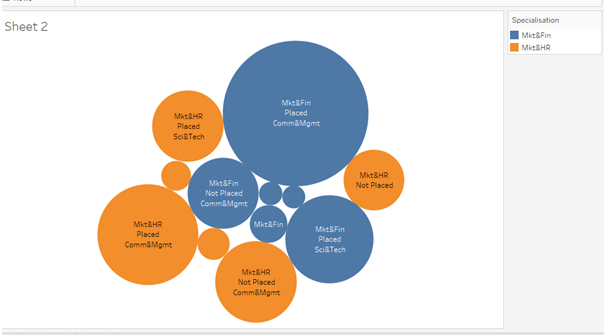 Sheet 2
Specialisation
Mkt&Fin
Mkt&HR
Mkt&Fin
Placed
Comm&Mgmt
Mkt&HR
Placed
Sci&Tech
Mkt&HR
Not Placed
Mkt&Fin
Not Placed
Comm&Mgmt
Mkt&HR
Placed
Comm&Mgmt
Mkt&Fin
Mkt&Fin
Placed
Sci&Tech
Mkt&HR
Not Placed
Comm&Mgmt